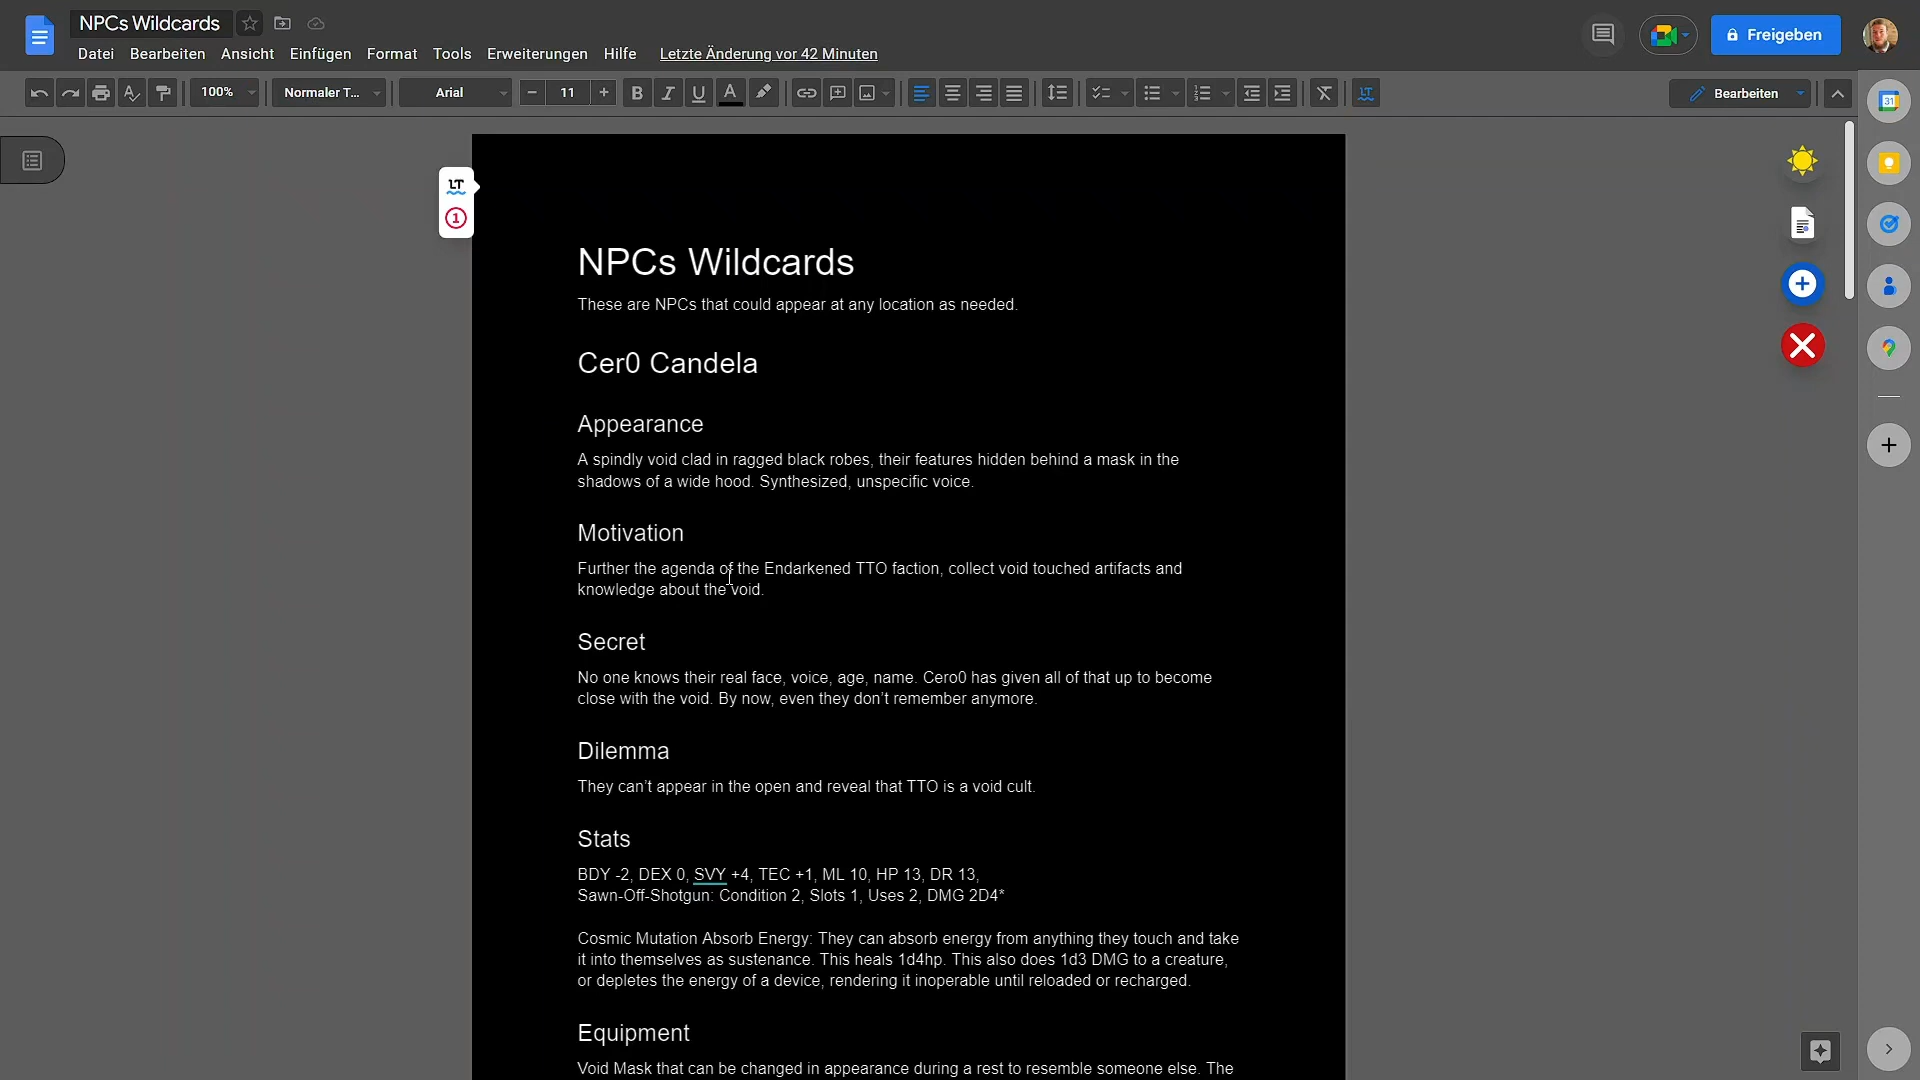 NPCs Wildcards
Datei Bearbeiten Ansicht Einfügen Format Tools Erweiterungen Hilfe Letzte Änderung vor 42 Minuten
Freigeben
100% Normaler T... Arial 11 Bearbeiten
31
LT
1
NPCs Wildcards
These are NPCs that could appear at any location as needed.
Cer0 Candela
Appearance
A spindly void clad in ragged black robes, their features hidden behind a mask in the
shadows of a wide hood. Synthesized, unspecific voice.
Motivation
Further the agenda of the Endarkened TTO faction, collect void touched artifacts and
knowledge about the void.
Secret
No one knows their real face, voice, age, name. Cero0 has given all of that up to become
close with the void. By now, even they don't remember anymore.
Dilemma
They can't appear in the open and reveal that TTO is a void cult.
Stats
BDY -2, DEX 0, SVY +4, TEC +1, ML 10, HP 13, DR 13,
Sawn-Off-Shotgun: Condition 2, Slots 1, Uses 2, DMG 2D4*
Cosmic Mutation Absorb Energy: They can absorb energy from anything they touch and take
it into themselves as sustenance. This heals 1d4hp. This also does 1d3 DMG to a creature,
or depletes the energy of a device, rendering it inoperable until reloaded or recharged.
Equipment
Void Mask that can be changed in appearance during a rest to resemble someone else. The